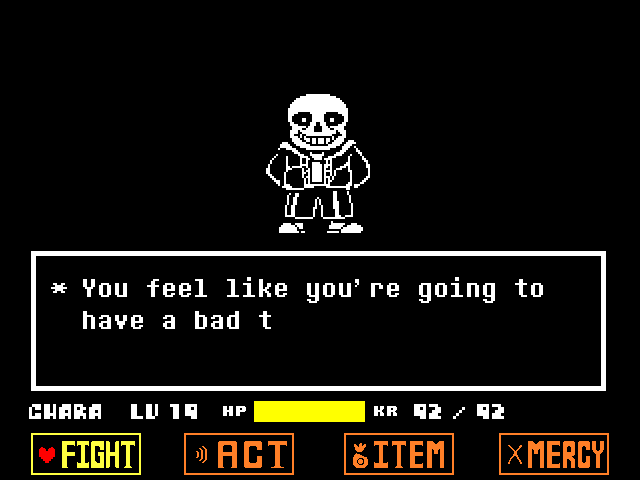 * You feel like you're going to
have a bad t
CHARA LV 19 HP KR 92 / 92
FIGHT ACT ITEM MERCY